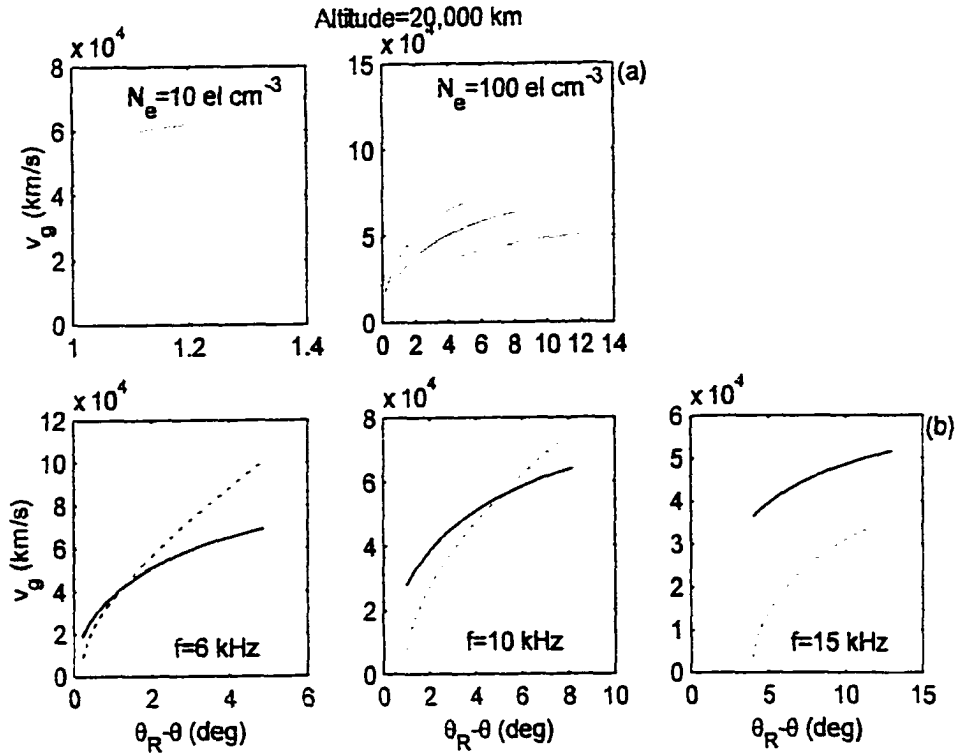 Altitude=20,000 km
x 10^4
x 10^4
(a)
N_e=10 el cm^-3
N_e=100 el cm^-3
v_g (km/s)
8
6
4
2
0
1
1.2
1.4
15
10
5
0
0 2 4 6 8 10 12 14
x 10^4
x 10^4
x 10^4
(b)
v_g (km/s)
12
10
8
6
4
2
0
f=6 kHz
0 2 4 6
θ_R-θ (deg)
8
6
4
2
0
f=10 kHz
0 2 4 6 8 10
θ_R-θ (deg)
6
5
4
3
2
1
0
f=15 kHz
0 5 10 15
θ_R-θ (deg)